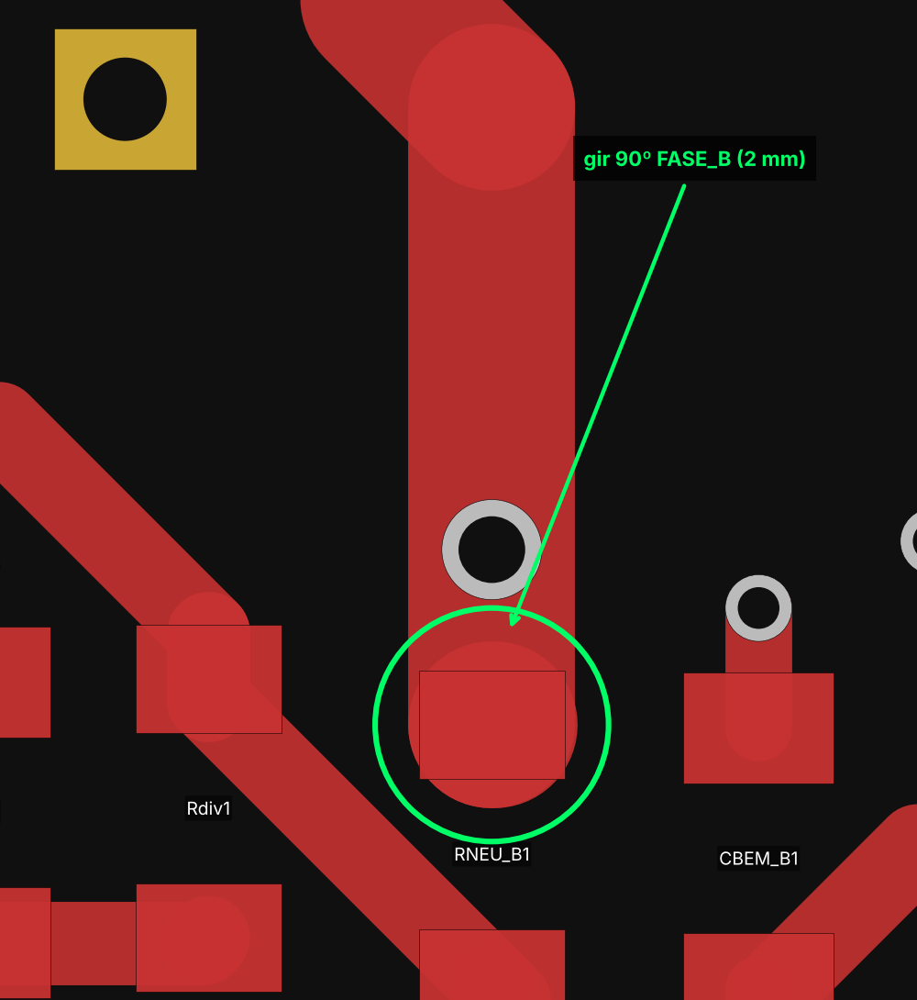 gir 90º FASE_B (2 mm)
Rdiv1
RNEU_B1
CBEM_B1